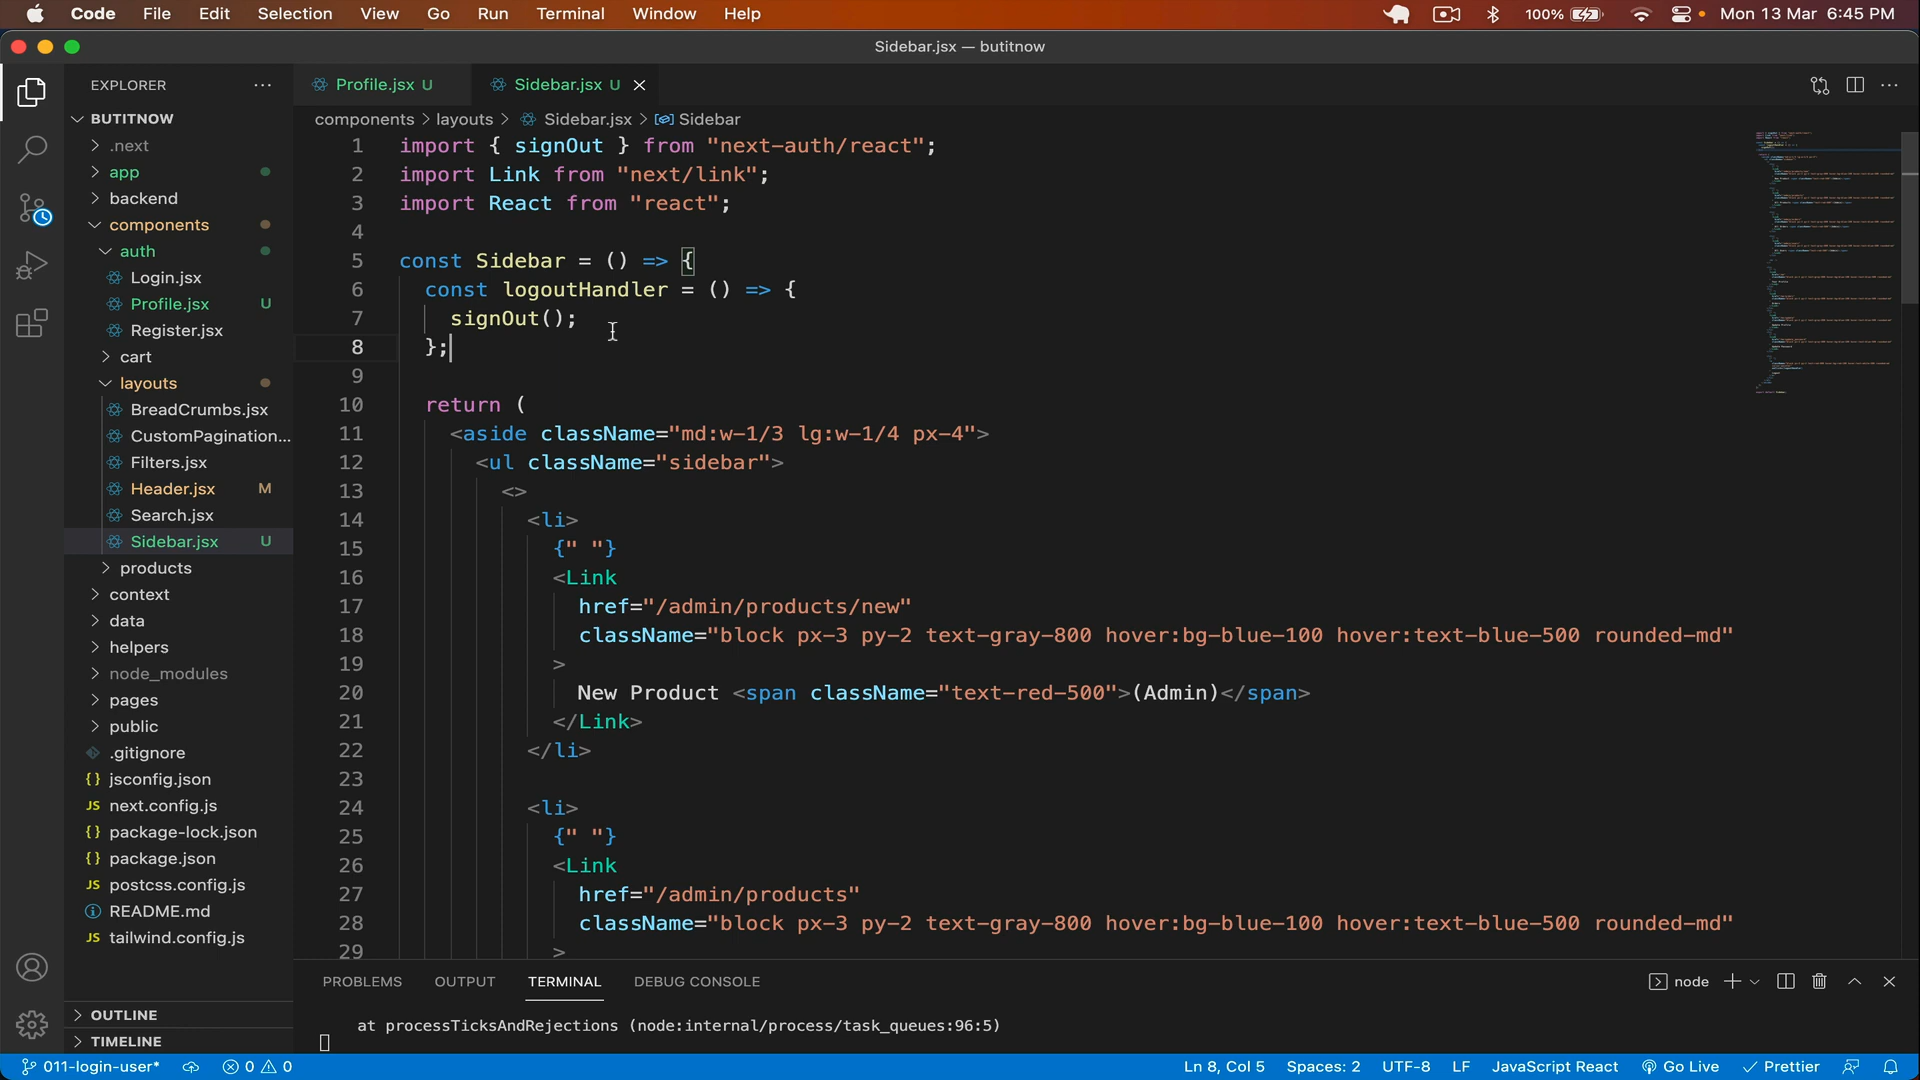 Code File Edit Selection View Go Run Terminal Window Help 100% Mon 13 Mar 6:45 PM
Sidebar.jsx — butitnow
EXPLORER
Profile.jsx U
Sidebar.jsx U
BUTITNOW
.next
app
backend
components
auth
Login.jsx
Profile.jsx U
Register.jsx
cart
layouts
BreadCrumbs.jsx
CustomPagination...
Filters.jsx
Header.jsx M
Search.jsx
Sidebar.jsx U
products
context
data
helpers
node_modules
pages
public
.gitignore
jsconfig.json
next.config.js
package-lock.json
package.json
postcss.config.js
README.md
tailwind.config.js
OUTLINE
TIMELINE
components > layouts > Sidebar.jsx > Sidebar
1 import { signOut } from "next-auth/react";
2 import Link from "next/link";
3 import React from "react";
4
5 const Sidebar = () => {
6 const logoutHandler = () => {
7 signOut();
8 };
9
10 return (
11 <aside className="md:w-1/3 lg:w-1/4 px-4">
12 <ul className="sidebar">
13 <>
14 <li>
15 {" "}
16 <Link
17 href="/admin/products/new"
18 className="block px-3 py-2 text-gray-800 hover:bg-blue-100 hover:text-blue-500 rounded-md"
19 >
20 New Product <span className="text-red-500">(Admin)</span>
21 </Link>
22 </li>
23
24 <li>
25 {" "}
26 <Link
27 href="/admin/products"
28 className="block px-3 py-2 text-gray-800 hover:bg-blue-100 hover:text-blue-500 rounded-md"
29 >
PROBLEMS OUTPUT TERMINAL DEBUG CONSOLE
node
at processTicksAndRejections (node:internal/process/task_queues:96:5)
011-login-user* 0 0 Ln 8, Col 5 Spaces: 2 UTF-8 LF JavaScript React Go Live Prettier